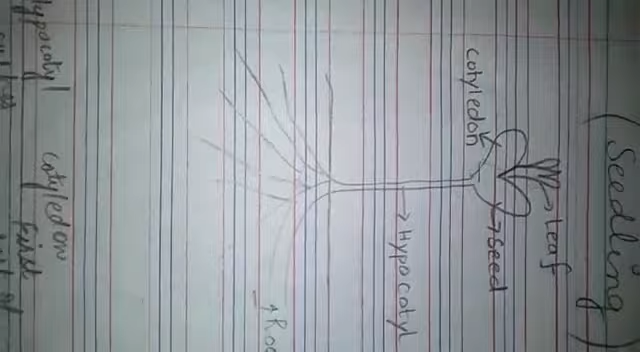 (Seedling)
Leaf
cotyledon
Seed
Hypocotyl
Hypocotyl cotyledon
First